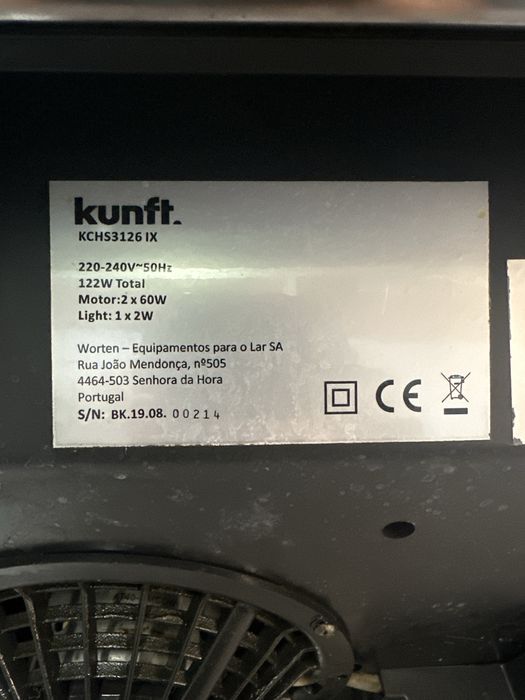 kunft.
KCHS3126 IX
220-240V~50Hz
122W Total
Motor:2 x 60W
Light: 1 x 2W
Worten – Equipamentos para o Lar SA
Rua João Mendonça, nº505
4464-503 Senhora da Hora
Portugal
S/N: BK.19.08. 00214
CE